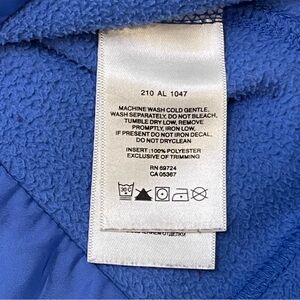 210 AL 1047
MACHINE WASH COLD GENTLE,
WASH SEPARATELY, DO NOT BLEACH,
TUMBLE DRY LOW, REMOVE
PROMPTLY, IRON LOW,
IF PRESENT DO NOT IRON DECAL,
DO NOT DRYCLEAN
INSERT: 100% POLYESTER
EXCLUSIVE OF TRIMMING
RN 69724
CA 05367
ОТДЕЛКИ